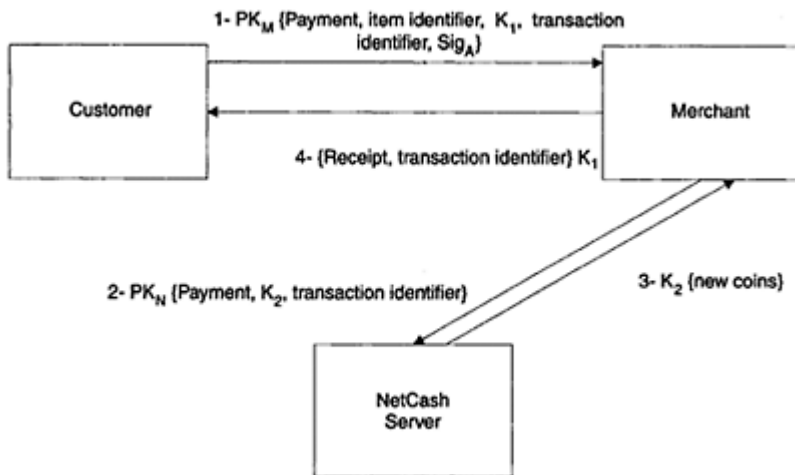 1- PKM {Payment, item identifier, K1, transaction
identifier, SigA}
Customer
Merchant
4- {Receipt, transaction identifier} K1
2- PKN {Payment, K2, transaction identifier}
3- K2 {new coins}
NetCash
Server